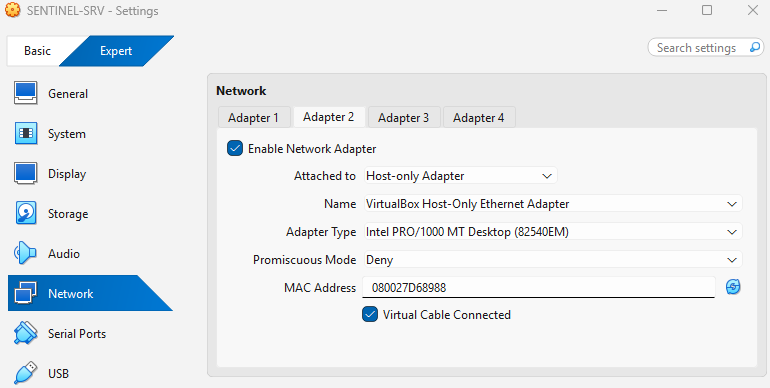 SENTINEL-SRV - Settings
Basic Expert Search settings
General
System
Display
Storage
Audio
Network
Serial Ports
USB
Network
Adapter 1 Adapter 2 Adapter 3 Adapter 4
Enable Network Adapter
Attached to Host-only Adapter
Name VirtualBox Host-Only Ethernet Adapter
Adapter Type Intel PRO/1000 MT Desktop (82540EM)
Promiscuous Mode Deny
MAC Address 080027D68988
Virtual Cable Connected